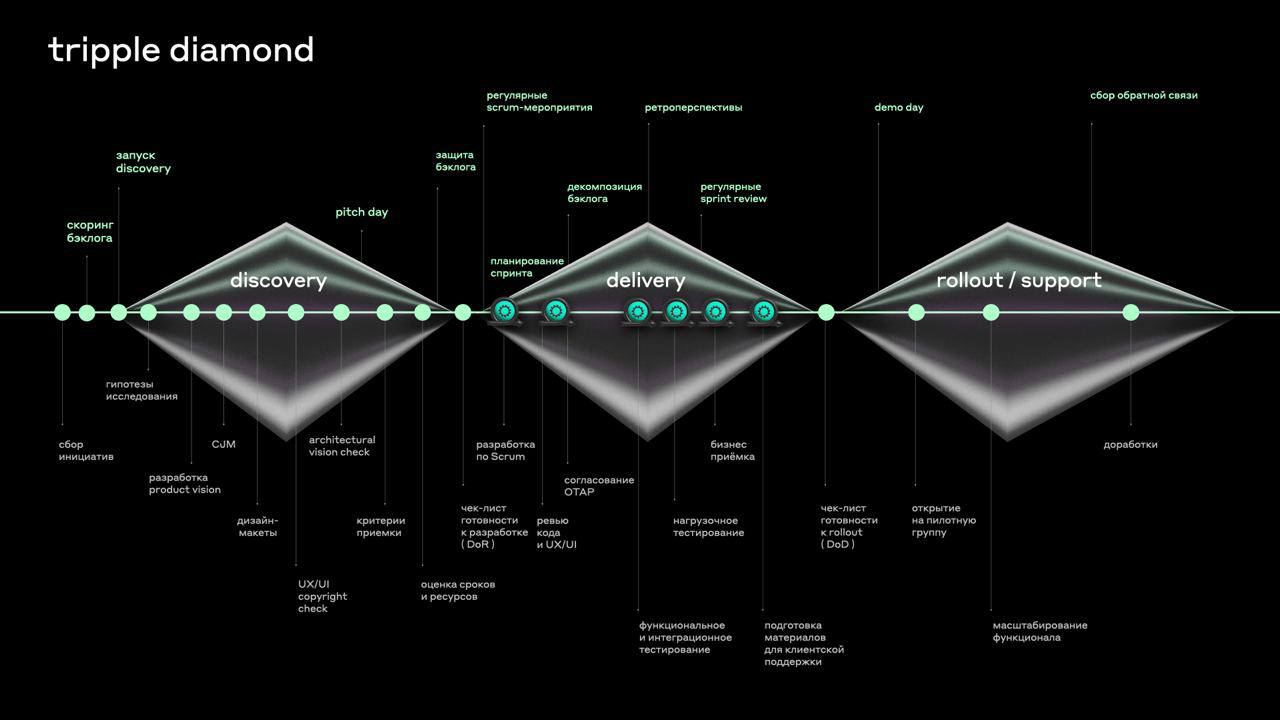 tripple diamond
регулярные
scrum-мероприятия
ретроперспективы
demo day
сбор обратной связи
запуск
discovery
защита
бэклога
декомпозиция
бэклога
регулярные
sprint review
скоринг
бэклога
pitch day
планирование
спринта
discovery
delivery
rollout / support
гипотезы
исследования
сбор
инициатив
CJM
architectural
vision check
разработка
по Scrum
бизнес
приёмка
доработки
разработка
product vision
согласование
ОТАР
дизайн-
макеты
критерии
приемки
чек-лист
готовности
к разработке
( DoR )
ревью
кода
и UX/UI
нагрузочное
тестирование
чек-лист
готовности
к rollout
( DoD )
открытие
на пилотную
группу
UX/UI
copyright
check
оценка сроков
и ресурсов
функциональное
и интеграционное
тестирование
подготовка
материалов
для клиентской
поддержки
масштабирование
функционала